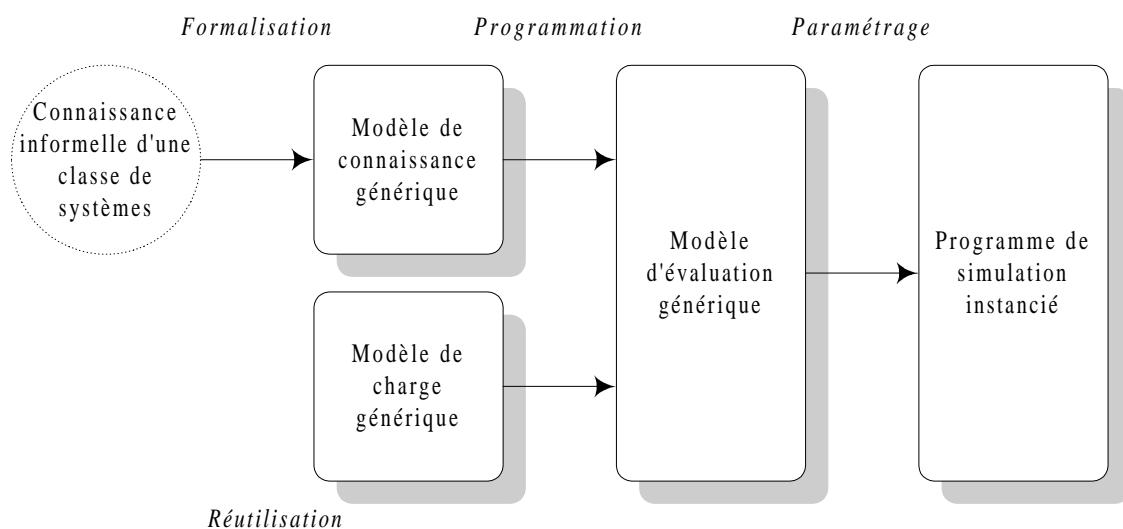 Formalisation
Programmation
Paramétrage
Connaissance
informelle d'une
classe de
systèmes
Modèle de
connaissance
générique
Modèle de
charge
générique
Modèle
d'évaluation
générique
Programme de
simulation
instancié
Réutilisation